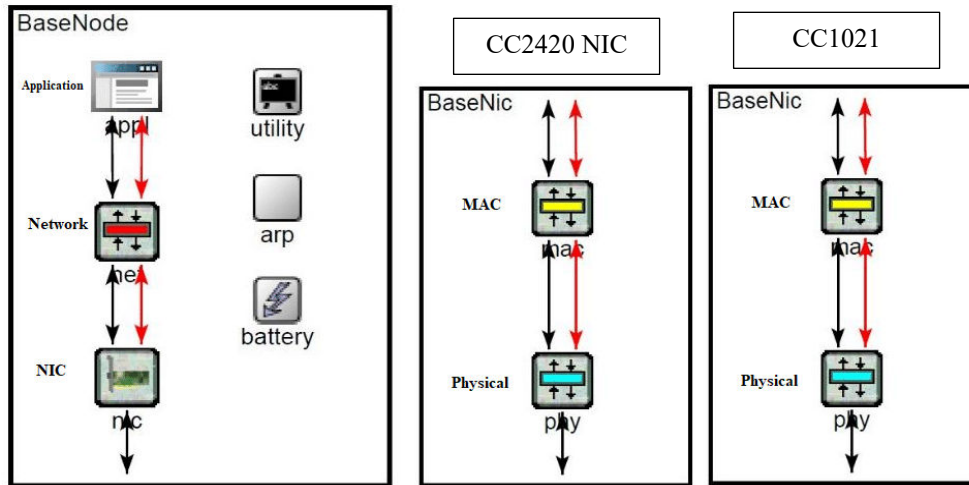 BaseNode
Application
appl
utility
Network
net
arp
NIC
nic
battery
CC2420 NIC
BaseNic
MAC
mac
Physical
phy
CC1021
BaseNic
MAC
mac
Physical
phy